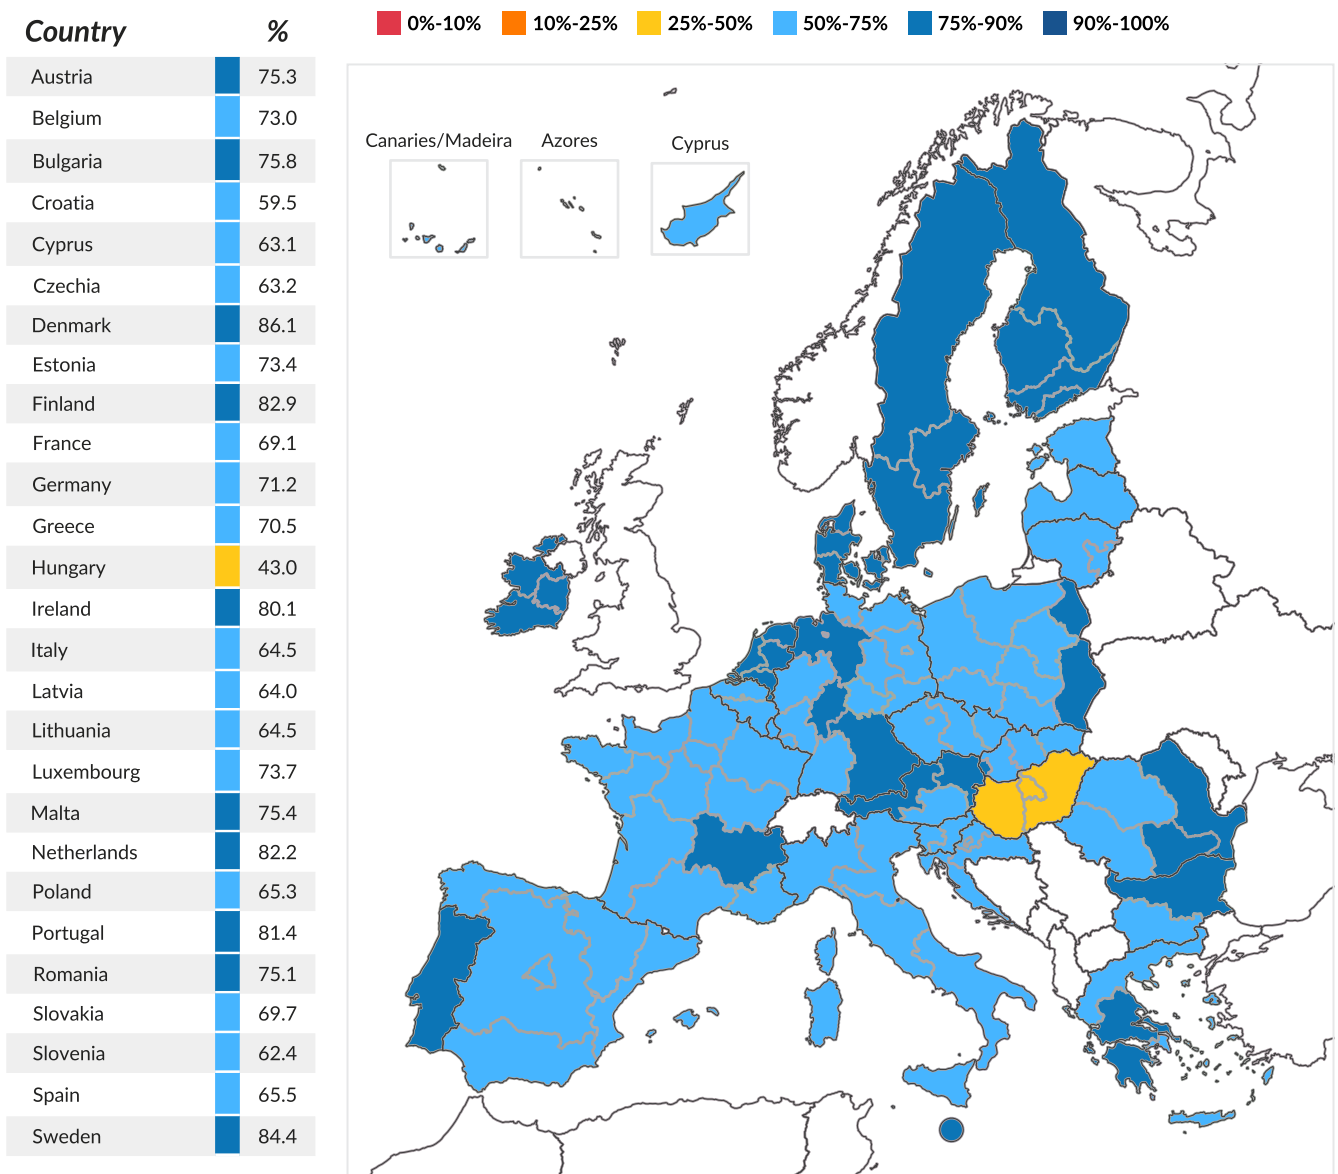 Country %
0%-10% 10%-25% 25%-50% 50%-75% 75%-90% 90%-100%
Austria 75.3
Belgium 73.0
Bulgaria 75.8
Croatia 59.5
Cyprus 63.1
Czechia 63.2
Denmark 86.1
Estonia 73.4
Finland 82.9
France 69.1
Germany 71.2
Greece 70.5
Hungary 43.0
Ireland 80.1
Italy 64.5
Latvia 64.0
Lithuania 64.5
Luxembourg 73.7
Malta 75.4
Netherlands 82.2
Poland 65.3
Portugal 81.4
Romania 75.1
Slovakia 69.7
Slovenia 62.4
Spain 65.5
Sweden 84.4
Canaries/Madeira
Azores
Cyprus